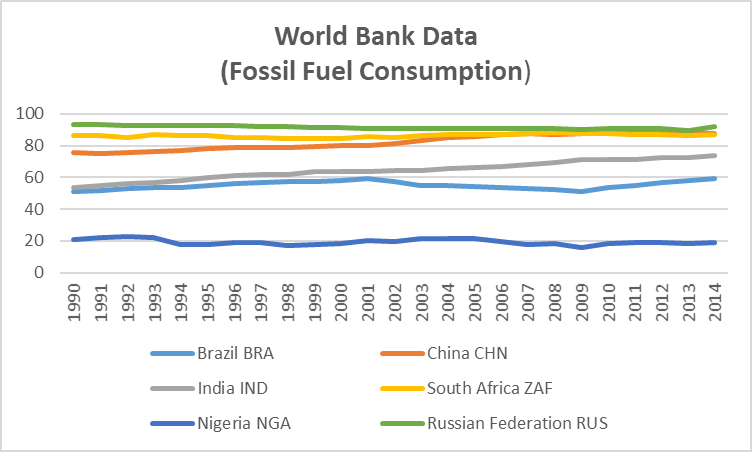 World Bank Data
(Fossil Fuel Consumption)
100
80
60
40
20
0
1990 1991 1992 1993 1994 1995 1996 1997 1998 1999 2000 2001 2002 2003 2004 2005 2006 2007 2008 2009 2010 2011 2012 2013 2014
Brazil BRA China CHN
India IND South Africa ZAF
Nigeria NGA Russian Federation RUS